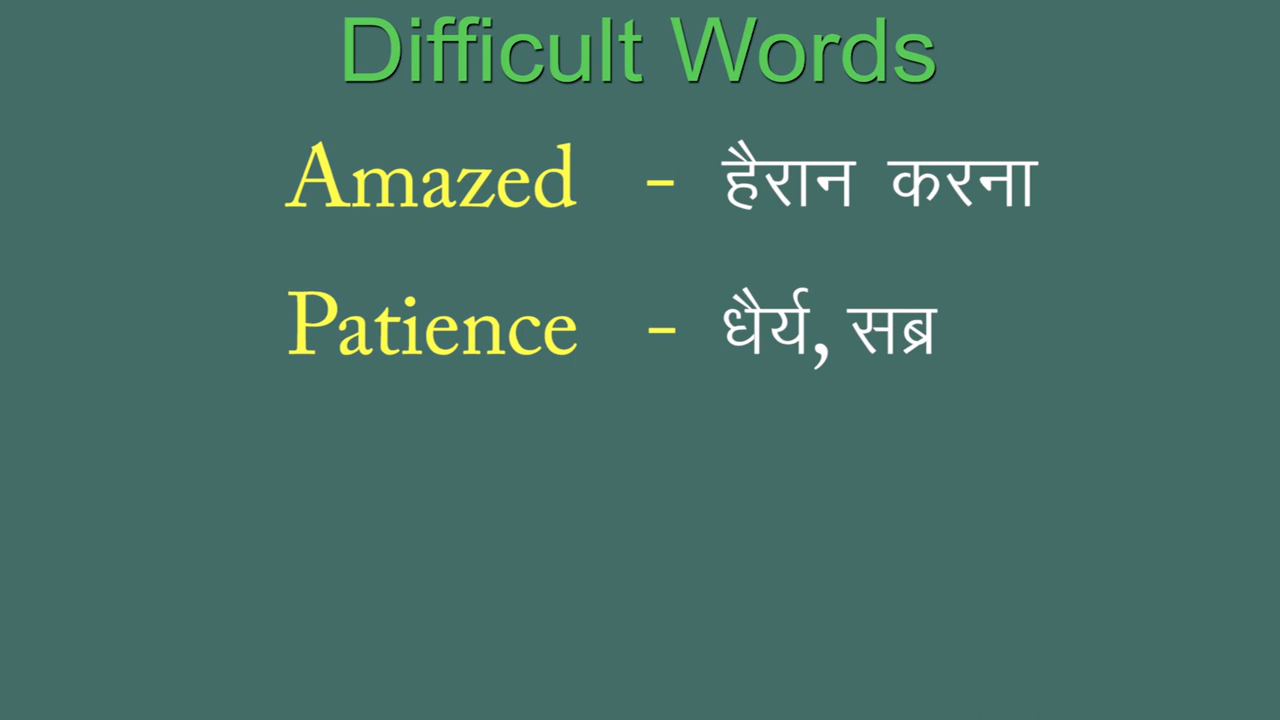 Difficult Words
Amazed - हैरान करना
Patience - धैर्य, सब्र